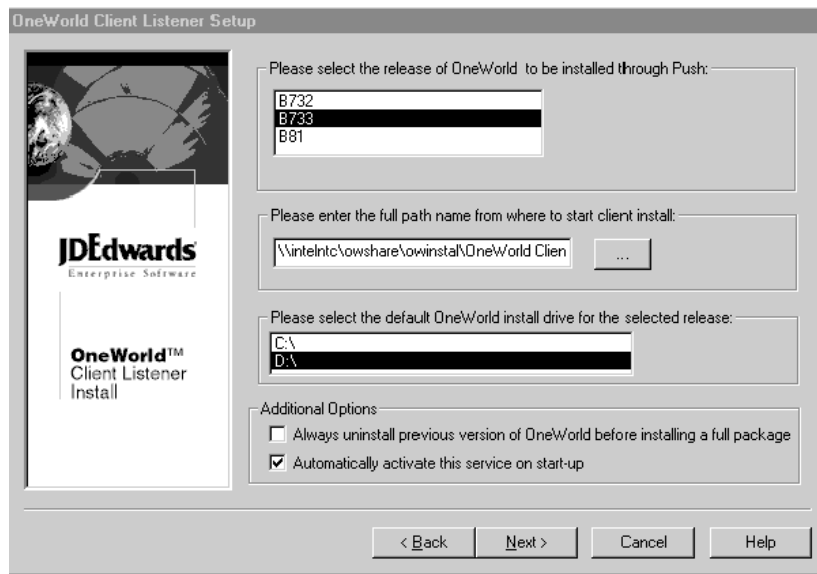 OneWorld Client Listener Setup
JDEdwards
Enterprise Software
OneWorld™
Client Listener
Install
Please select the release of OneWorld to be installed through Push:
B732
B733
B81
Please enter the full path name from where to start client install:
\\intelntc\owshare\owinstal\OneWorld Clien
...
Please select the default OneWorld install drive for the selected release:
C:\
D:\
Additional Options
Always uninstall previous version of OneWorld before installing a full package
Automatically activate this service on start-up
< Back
Next >
Cancel
Help